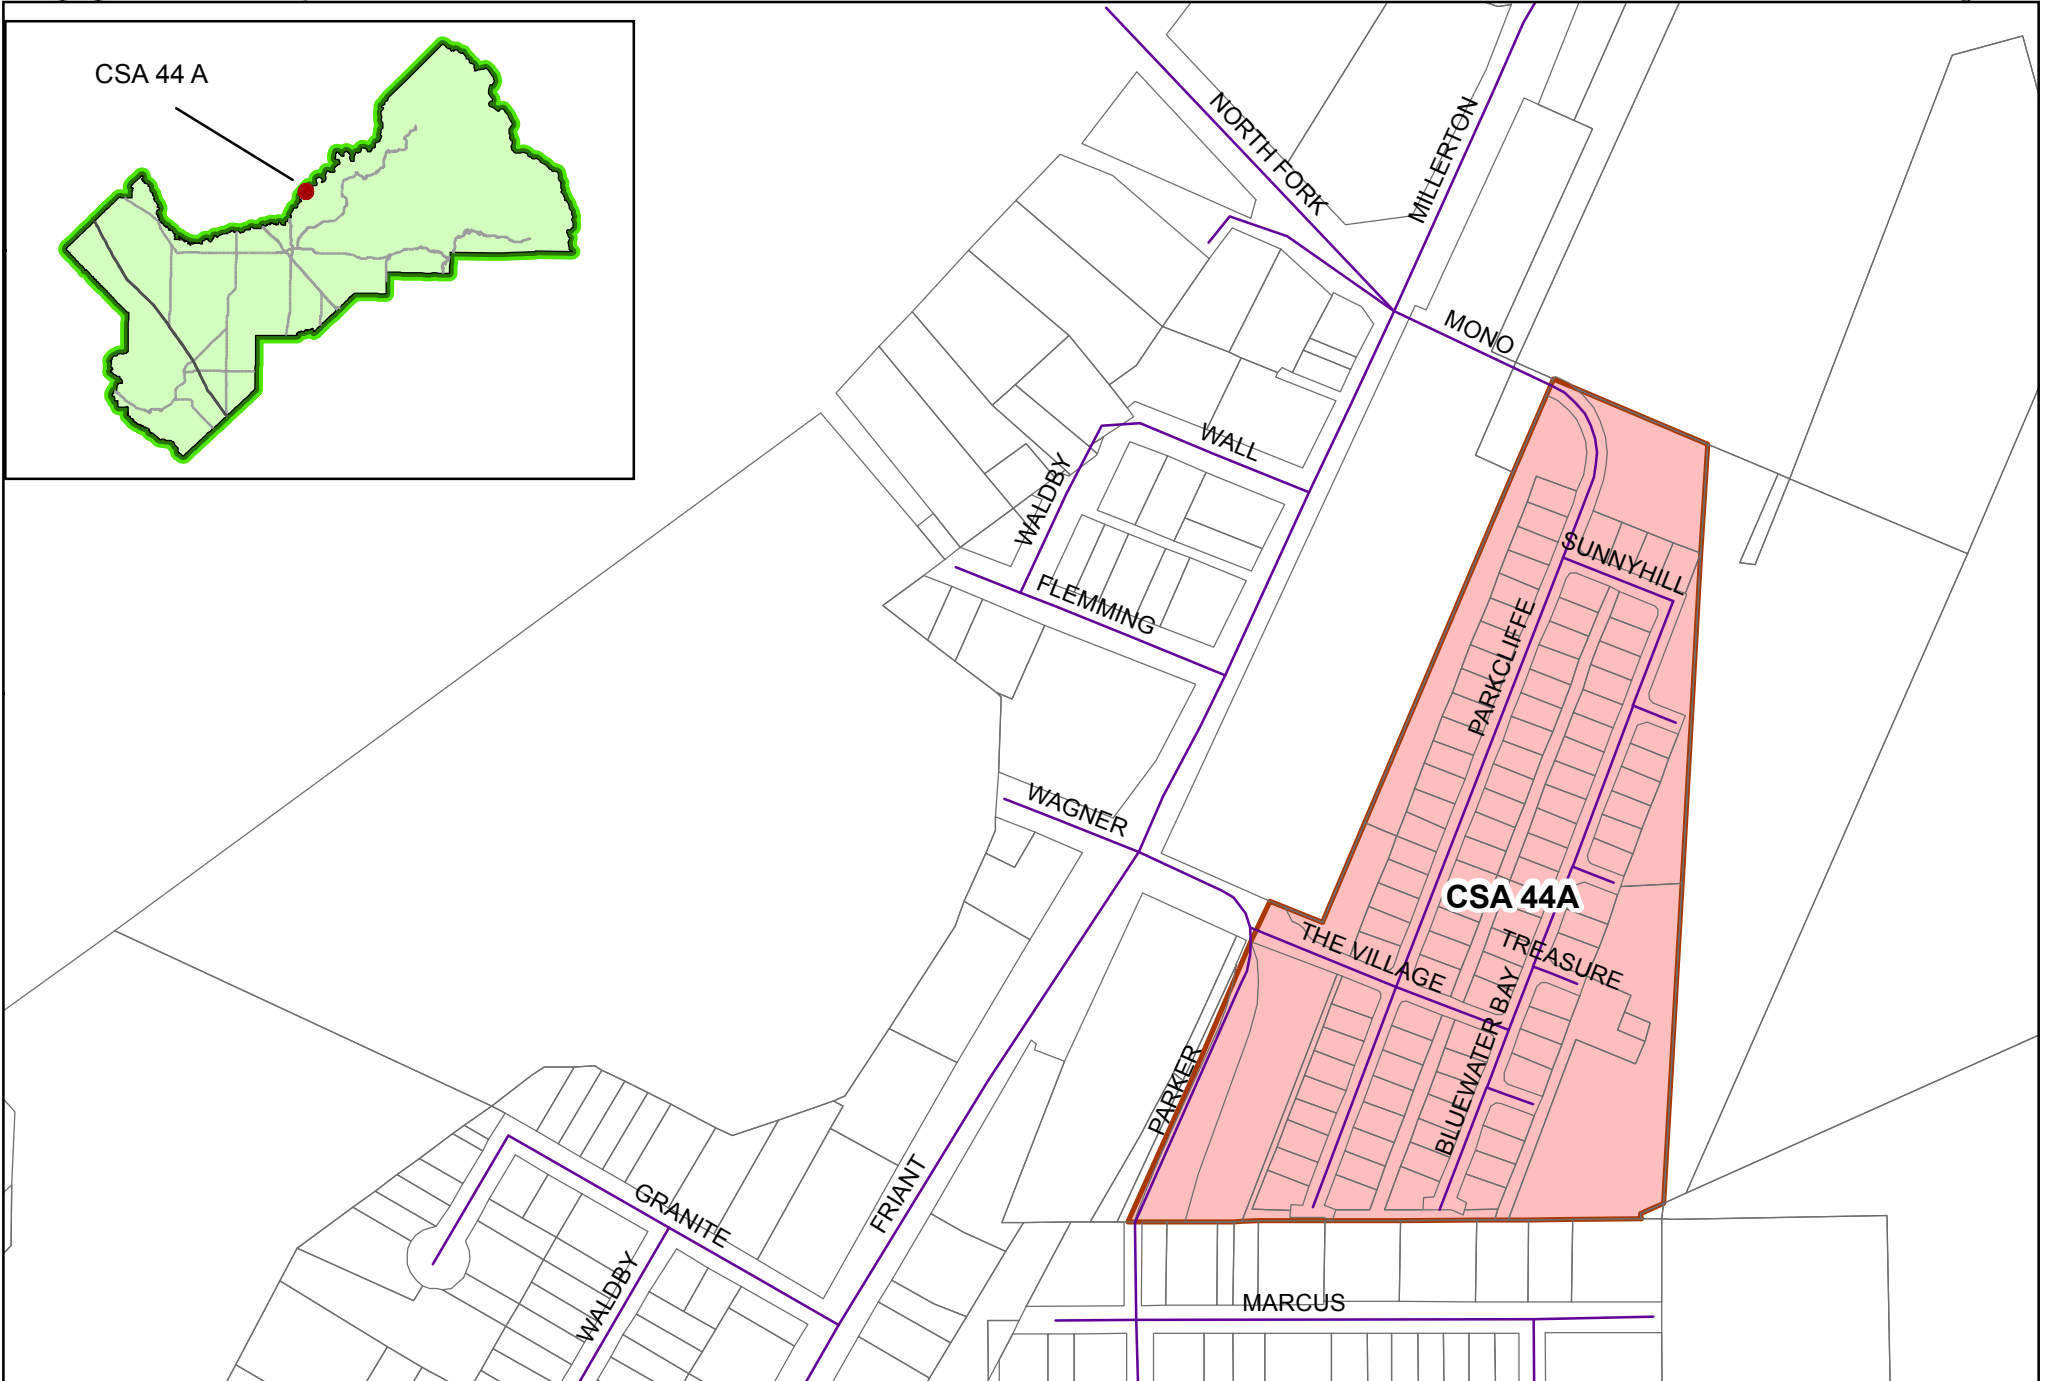 CSA 44 A
NORTH FORK
MILLERTON
MONO
WALL
WALDBY
SUNNYHILL
FLEMMING
PARKCLIFFE
WAGNER
CSA 44A
THE VILLAGE
TREASURE
BLUEWATER BAY
PARKER
FRIANT
GRANITE
WALDBY
MARCUS